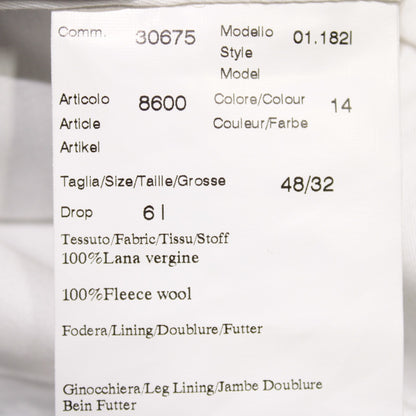 Comm. 30675 Modello 01.182l
Style
Model
Articolo 8600 Colore/Colour 14
Article Couleur/Farbe
Artikel
Taglia/Size/Taille/Grosse 48/32
Drop 6 l
Tessuto/Fabric/Tissu/Stoff
100%Lana vergine
100%Fleece wool
Fodera/Lining/Doublure/Futter
Ginocchiera/Leg Lining/Jambe Doublure
Bein Futter